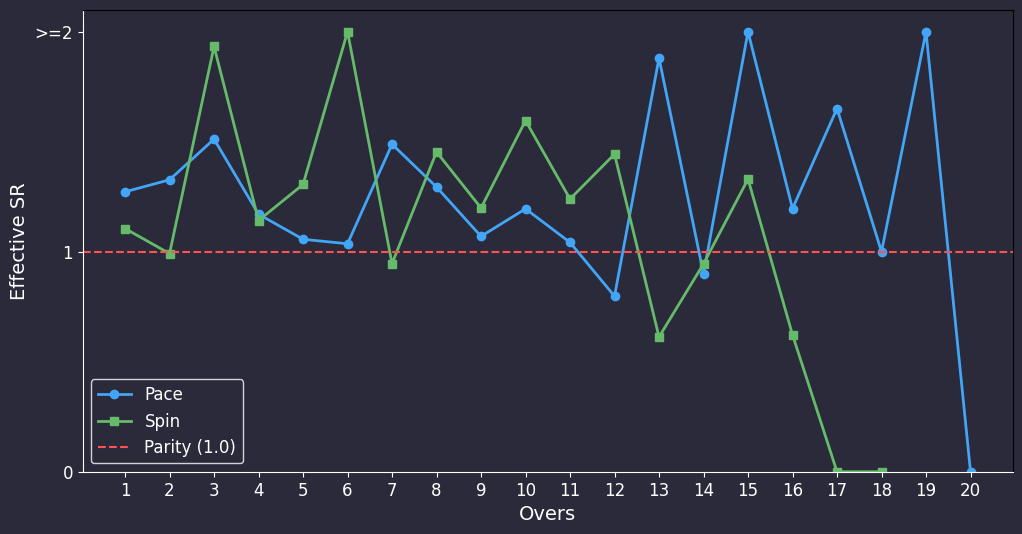 >=2
1
0
Effective SR
Pace
Spin
Parity (1.0)
1 2 3 4 5 6 7 8 9 10 11 12 13 14 15 16 17 18 19 20
Overs